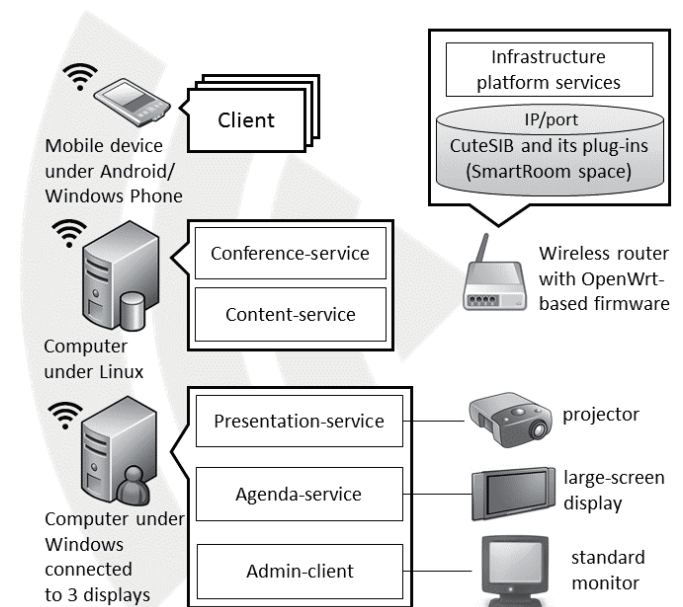 Mobile device
under Android/
Windows Phone
Client
Infrastructure
platform services
IP/port
CuteSIB and its plug-ins
(SmartRoom space)
Wireless router
with OpenWrt-
based firmware
Computer
under Linux
Conference-service
Content-service
Computer under
Windows
connected
to 3 displays
Presentation-service
Agenda-service
Admin-client
projector
large-screen
display
standard
monitor